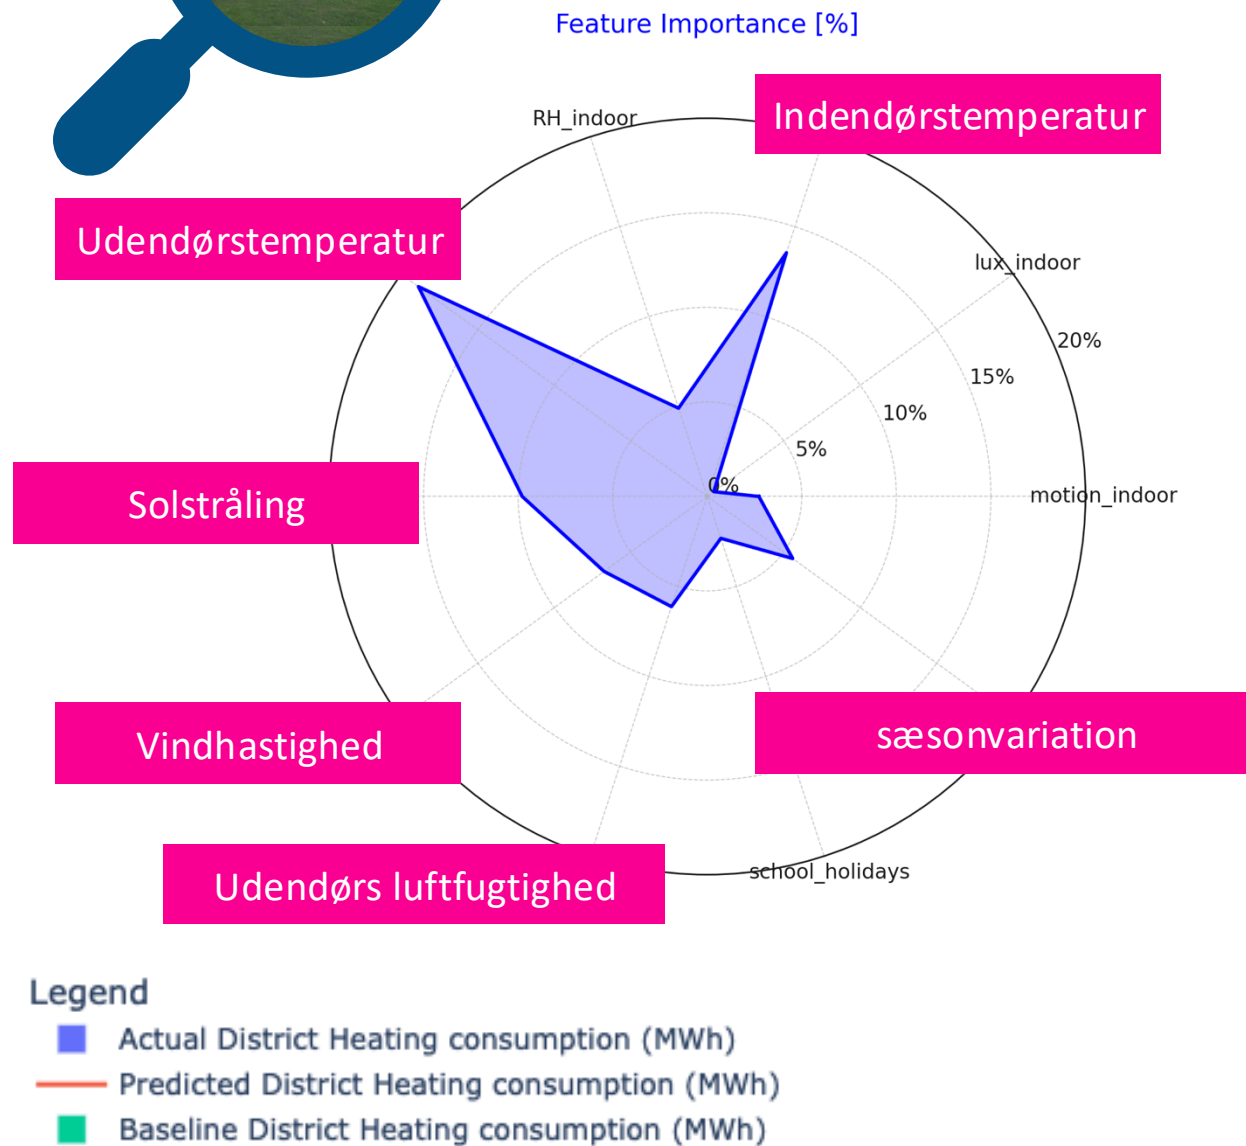 Feature Importance [%]
RH_indoor
Indendørstemperatur
Udendørstemperatur
lux_indoor
20%
15%
10%
5%
0%
motion_indoor
Solstråling
Vindhastighed
sæsonvariation
Udendørs luftfugtighed
school_holidays
Legend
Actual District Heating consumption (MWh)
Predicted District Heating consumption (MWh)
Baseline District Heating consumption (MWh)